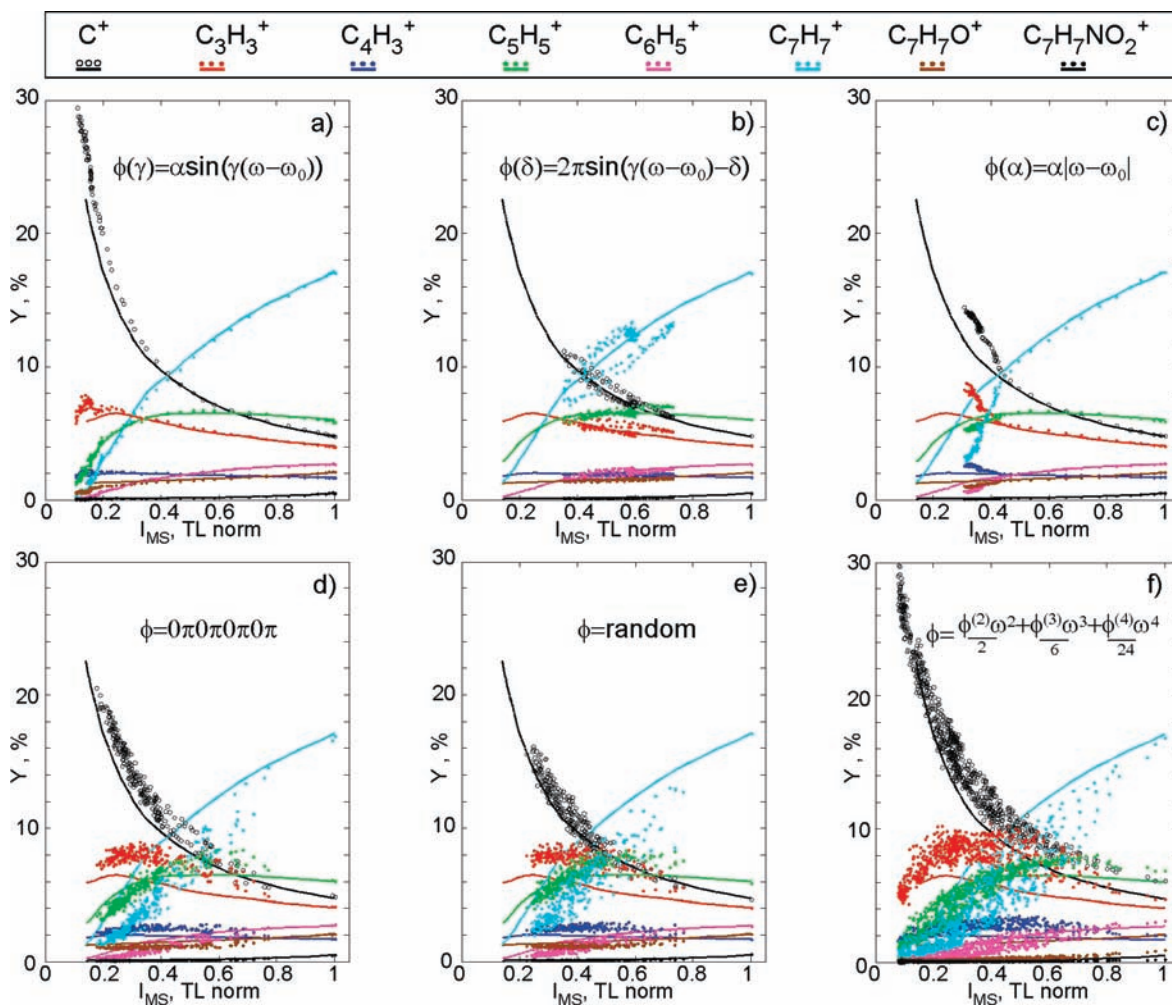 C⁺ C₃H₃⁺ C₄H₃⁺ C₅H₅⁺ C₆H₅⁺ C₇H₇⁺ C₇H₇O⁺ C₇H₇NO₂⁺
30
20
10
0
Y , %
a)
ϕ(γ)=αsin(γ(ω−ω₀))
0 0.2 0.4 0.6 0.8 1
I_MS, TL norm
30
20
10
0
Y , %
b)
ϕ(δ)=2πsin(γ(ω−ω₀)−δ)
0 0.2 0.4 0.6 0.8 1
I_MS, TL norm
30
20
10
0
Y , %
c)
ϕ(α)=α|ω−ω₀|
0 0.2 0.4 0.6 0.8 1
I_MS, TL norm
30
20
10
0
Y , %
d)
ϕ=0π0π0π0π
0 0.2 0.4 0.6 0.8 1
I_MS, TL norm
30
20
10
0
Y , %
e)
ϕ=random
0 0.2 0.4 0.6 0.8 1
I_MS, TL norm
30
20
10
0
Y , %
f)
ϕ=ϕ⁽²⁾/2 ω²+ϕ⁽³⁾/6 ω³+ϕ⁽⁴⁾/24 ω⁴
0 0.2 0.4 0.6 0.8 1
I_MS, TL norm